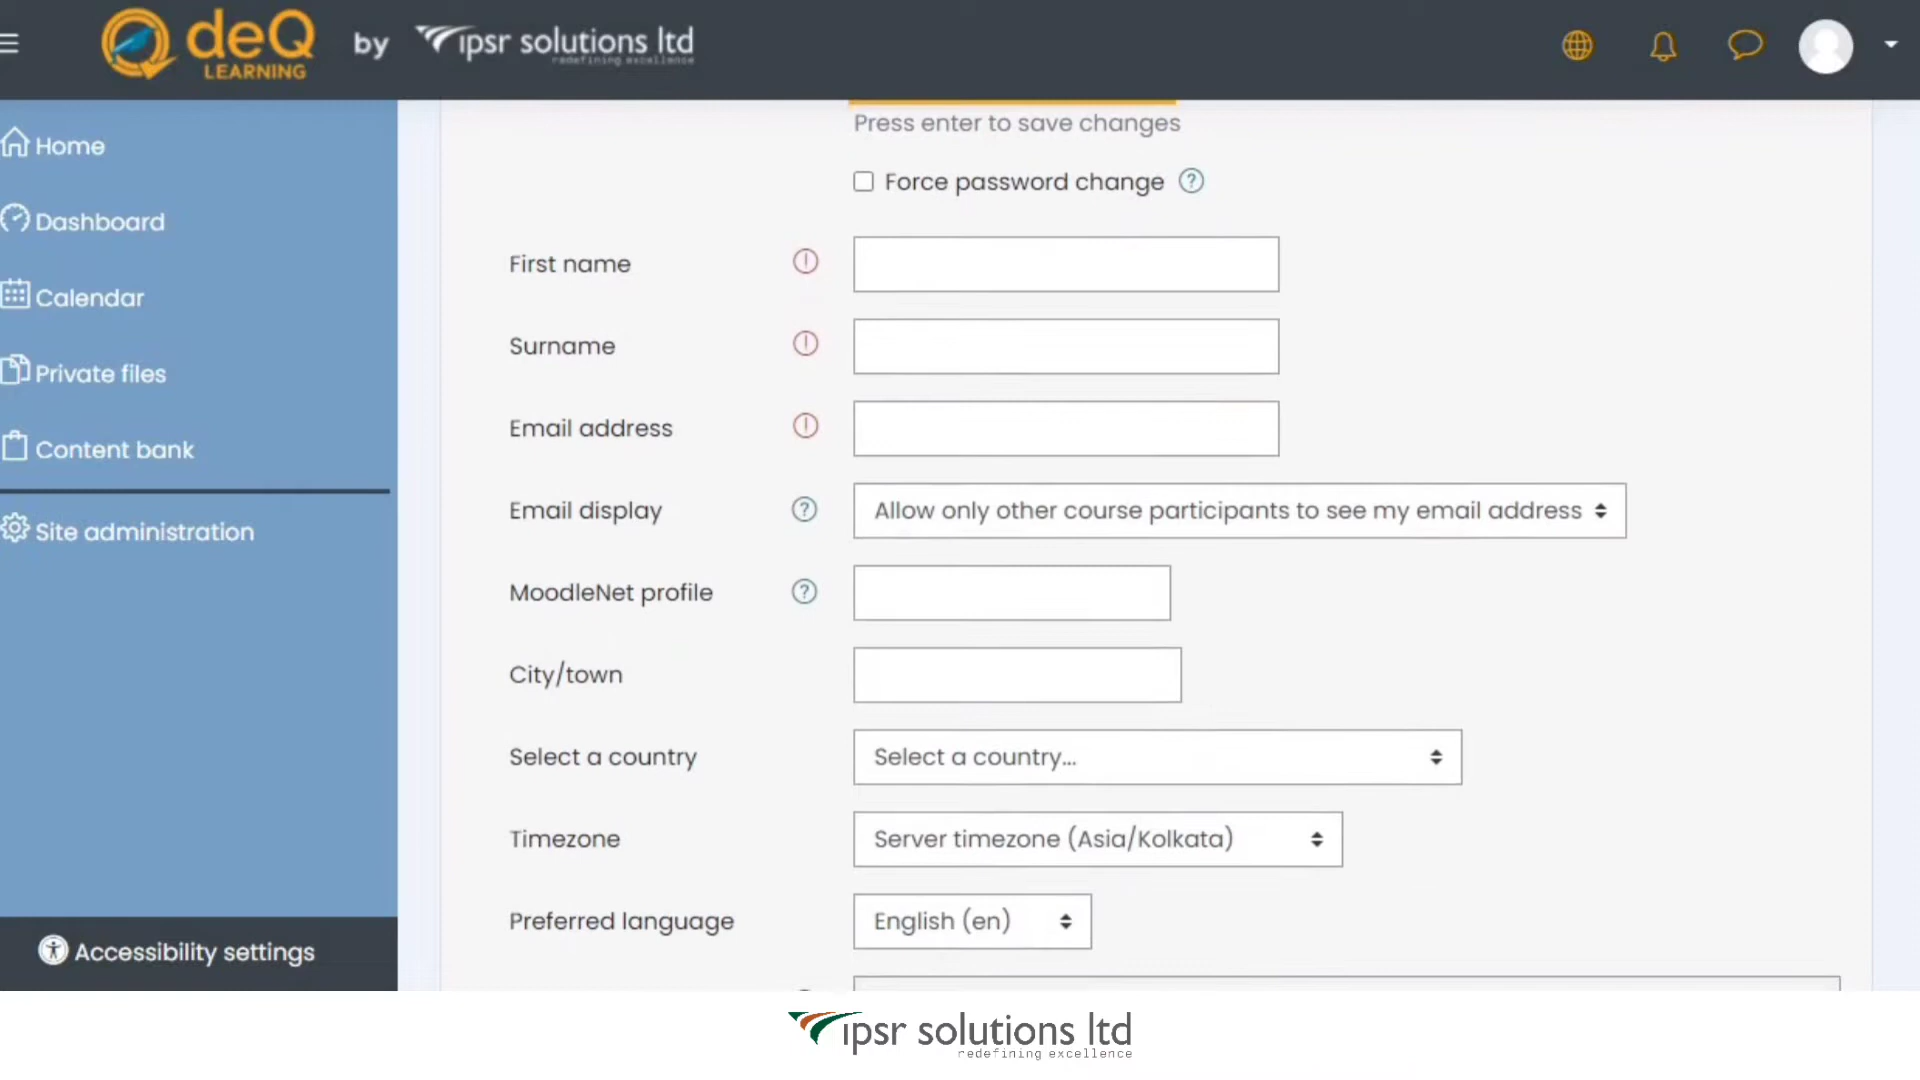 deQ
LEARNING
by
ipsr solutions ltd
redefining excellence
Home
Dashboard
Calendar
Private files
Content bank
Site administration
Accessibility settings
Press enter to save changes
Force password change
First name
Surname
Email address
Email display
Allow only other course participants to see my email address
MoodleNet profile
City/town
Select a country
Select a country...
Timezone
Server timezone (Asia/Kolkata)
Preferred language
English (en)
ipsr solutions ltd
redefining excellence